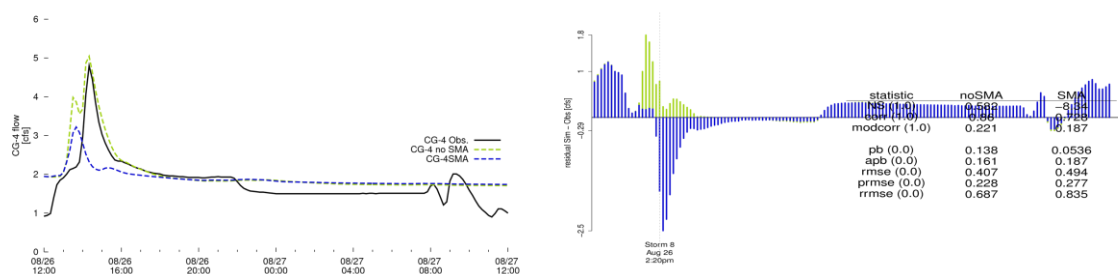 6
5
4
3
2
1
0
CG-4 flow
[cfs]
CG-4 Obs.
CG-4 no SMA
CG-4SMA
08/26 08/26 08/26 08/27 08/27 08/27 08/27
12:00 16:00 20:00 00:00 04:00 08:00 12:00
1.8
1
-0.29
-2.5
residual Sim - Obs [cfs]
Storm 8
Aug 26
2:20pm
statistic noSMA SMA
NS (1.0) 0.582
corr (1.0) 0.86 0.728
modcorr (1.0) 0.221 0.187
pb (0.0) 0.138 0.0536
apb (0.0) 0.161 0.187
rmse (0.0) 0.407 0.494
prmse (0.0) 0.228 0.277
rrmse (0.0) 0.687 0.835